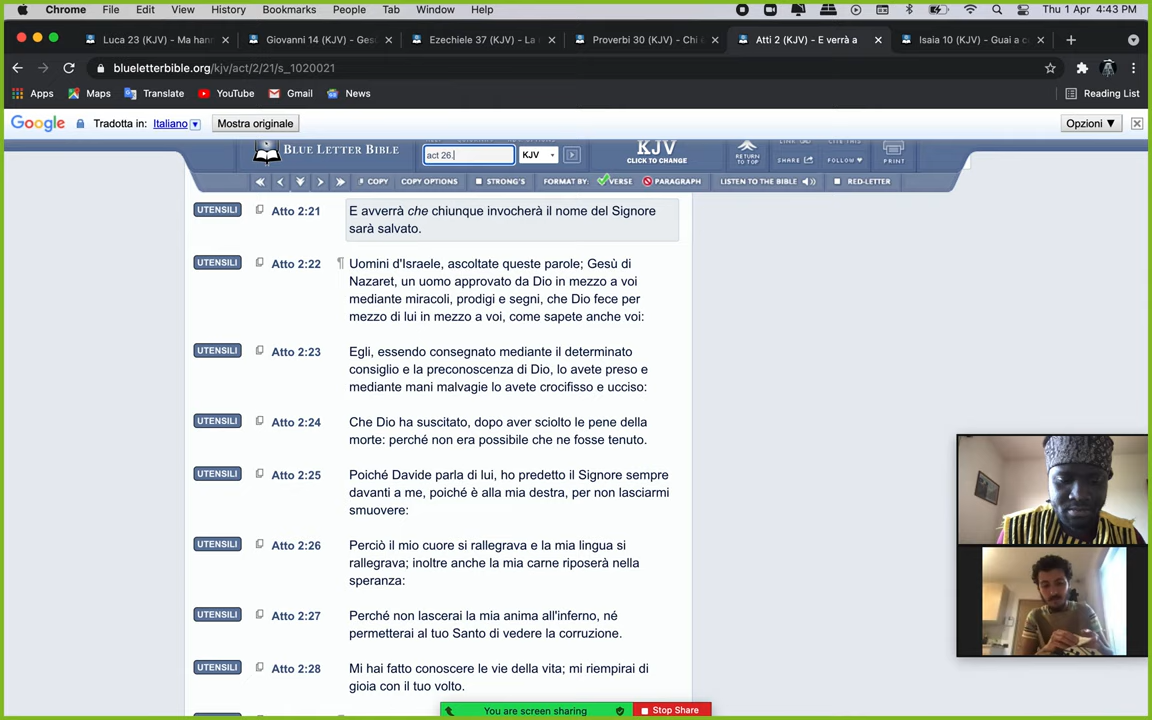 Chrome File Edit View History Bookmarks People Tab Window Help Thu 1 Apr 4:43 PM
Luca 23 (KJV) - Ma hann Giovanni 14 (KJV) - Gesù Ezechiele 37 (KJV) - La Proverbi 30 (KJV) - Chi Atti 2 (KJV) - E verrà a Isaia 10 (KJV) - Guai a c
blueletterbible.org/kjv/act/2/21/s_1020021
Apps Maps Translate YouTube Gmail News Reading List
Google Tradotta in: Italiano Mostra originale Opzioni ▼
BLUE LETTER BIBLE act 26. KJV KJV
CLICK TO CHANGE
RETURN TO TOP SHARE FOLLOW PRINT
COPY COPY OPTIONS STRONG'S FORMAT BY: VERSE PARAGRAPH LISTEN TO THE BIBLE RED-LETTER
UTENSILI Atto 2:21 E avverrà che chiunque invocherà il nome del Signore
sarà salvato.
UTENSILI Atto 2:22 ¶ Uomini d'Israele, ascoltate queste parole; Gesù di
Nazaret, un uomo approvato da Dio in mezzo a voi
mediante miracoli, prodigi e segni, che Dio fece per
mezzo di lui in mezzo a voi, come sapete anche voi:
UTENSILI Atto 2:23 Egli, essendo consegnato mediante il determinato
consiglio e la preconoscenza di Dio, lo avete preso e
mediante mani malvagie lo avete crocifisso e ucciso:
UTENSILI Atto 2:24 Che Dio ha suscitato, dopo aver sciolto le pene della
morte: perché non era possibile che ne fosse tenuto.
UTENSILI Atto 2:25 Poiché Davide parla di lui, ho predetto il Signore sempre
davanti a me, poiché è alla mia destra, per non lasciarmi
smuovere:
UTENSILI Atto 2:26 Perciò il mio cuore si rallegrava e la mia lingua si
rallegrava; inoltre anche la mia carne riposerà nella
speranza:
UTENSILI Atto 2:27 Perché non lascerai la mia anima all'inferno, né
permetterai al tuo Santo di vedere la corruzione.
UTENSILI Atto 2:28 Mi hai fatto conoscere le vie della vita; mi riempirai di
gioia con il tuo volto.
You are screen sharing Stop Share